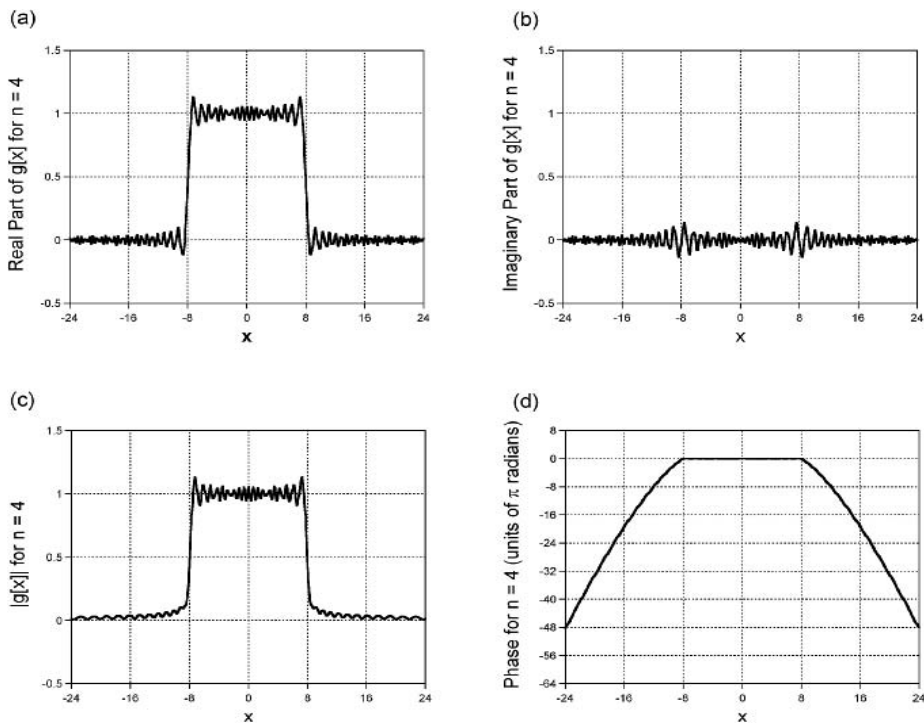 (a)
Real Part of g[x] for n = 4
1.5
1
0.5
0
-0.5
-24 -16 -8 0 8 16 24
x
(b)
Imaginary Part of g[x] for n = 4
1.5
1
0.5
0
-0.5
-24 -16 -8 0 8 16 24
x
(c)
|g[x]| for n = 4
1.5
1
0.5
0
-0.5
-24 -16 -8 0 8 16 24
x
(d)
Phase for n = 4 (units of π radians)
8
0
-8
-16
-24
-32
-40
-48
-56
-64
-24 -16 -8 0 8 16 24
x